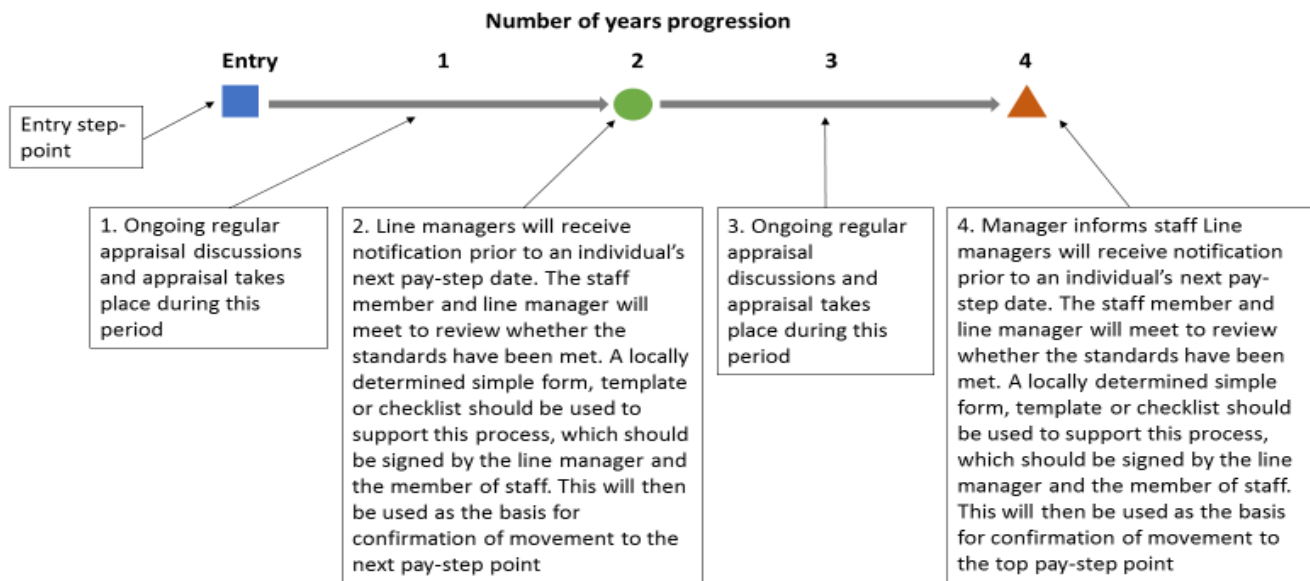 Number of years progression
Entry 1 2 3 4
Entry step-
point
1. Ongoing regular
appraisal discussions
and appraisal takes
place during this
period
2. Line managers will receive
notification prior to an individual’s
next pay-step date. The staff
member and line manager will
meet to review whether the
standards have been met. A locally
determined simple form, template
or checklist should be used to
support this process, which should
be signed by the line manager and
the member of staff. This will then
be used as the basis for
confirmation of movement to the
next pay-step point
3. Ongoing regular
appraisal
discussions and
appraisal takes
place during this
period
4. Manager informs staff Line
managers will receive notification
prior to an individual’s next pay-
step date. The staff member and
line manager will meet to review
whether the standards have been
met. A locally determined simple
form, template or checklist should
be used to support this process,
which should be signed by the line
manager and the member of staff.
This will then be used as the basis
for confirmation of movement to
the top pay-step point